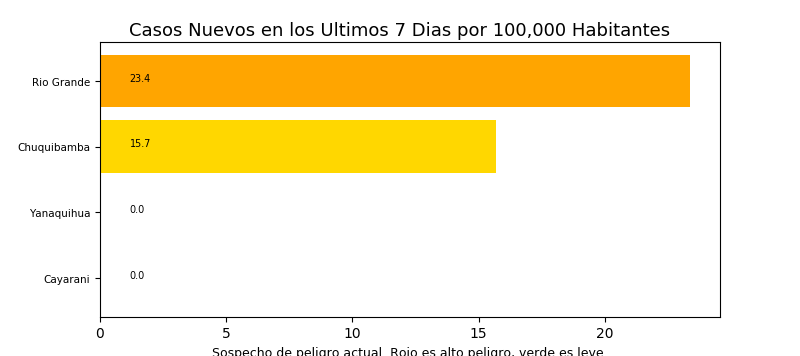 Casos Nuevos en los Ultimos 7 Dias por 100,000 Habitantes
Rio Grande
23.4
Chuquibamba
15.7
Yanaquihua
0.0
Cayarani
0.0
0 5 10 15 20
Sospecho de peligro actual. Rojo es alto peligro, verde es leve